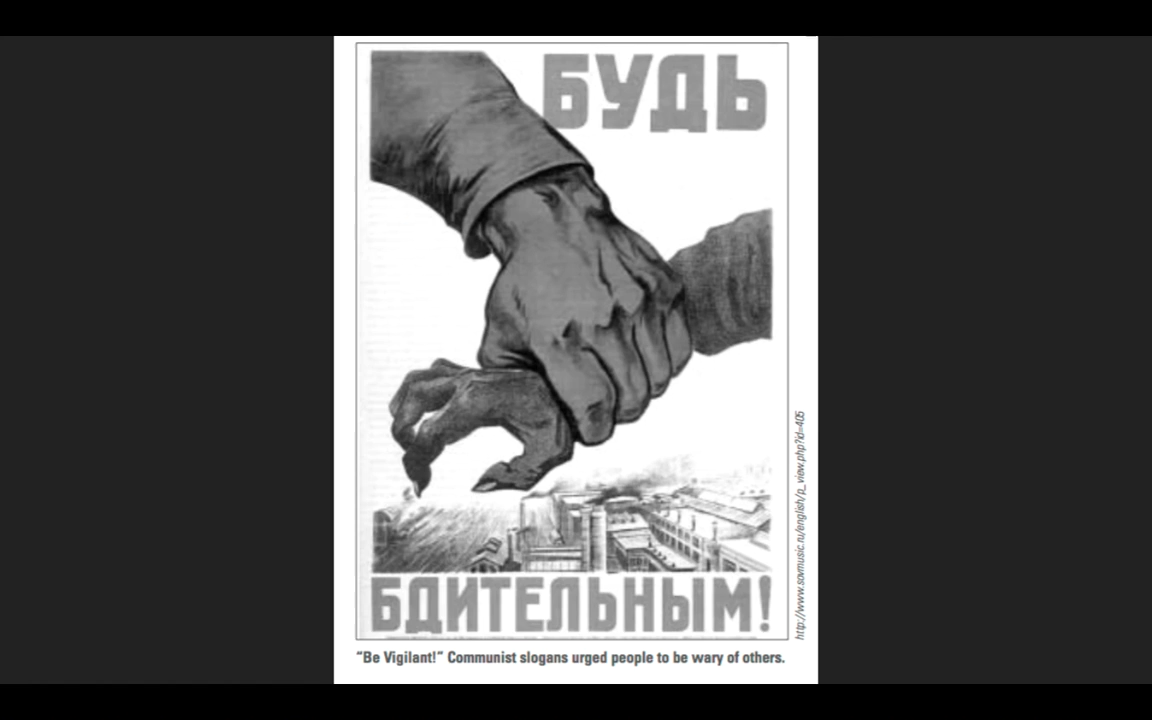 БУДЬ
БДИТЕЛЬНЫМ!
http://www.sovmusic.ru/english/p_view.php?id=405
“Be Vigilant!” Communist slogans urged people to be wary of others.